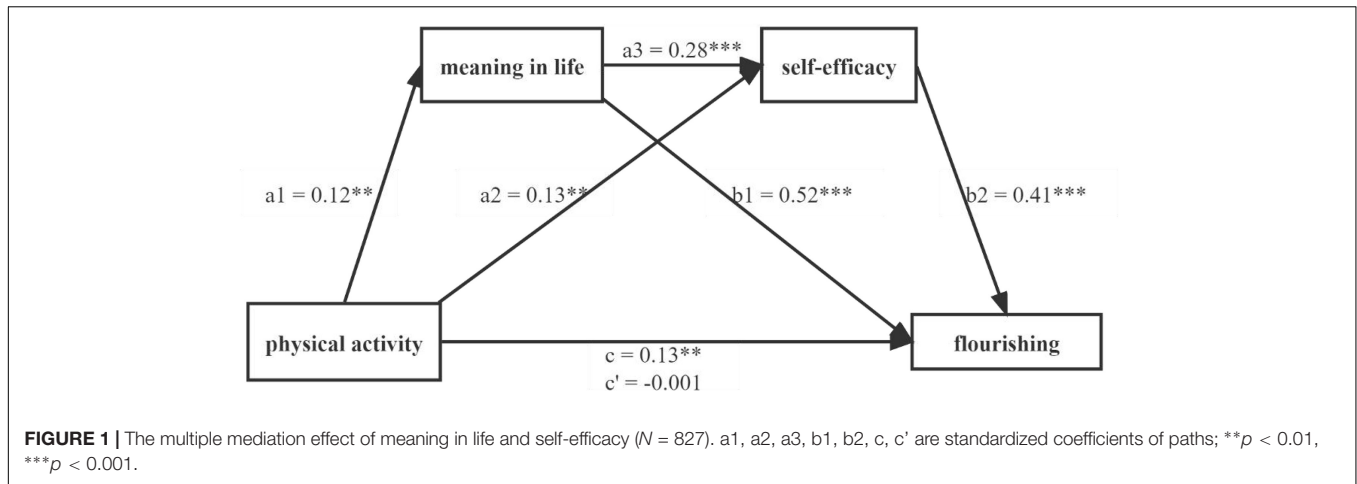 a3 = 0.28***
meaning in life
self-efficacy
a1 = 0.12**
a2 = 0.13**
b1 = 0.52***
b2 = 0.41***
physical activity
flourishing
c = 0.13**
c' = -0.001
FIGURE 1 | The multiple mediation effect of meaning in life and self-efficacy (N = 827). a1, a2, a3, b1, b2, c, c’ are standardized coefficients of paths; **p < 0.01,
***p < 0.001.